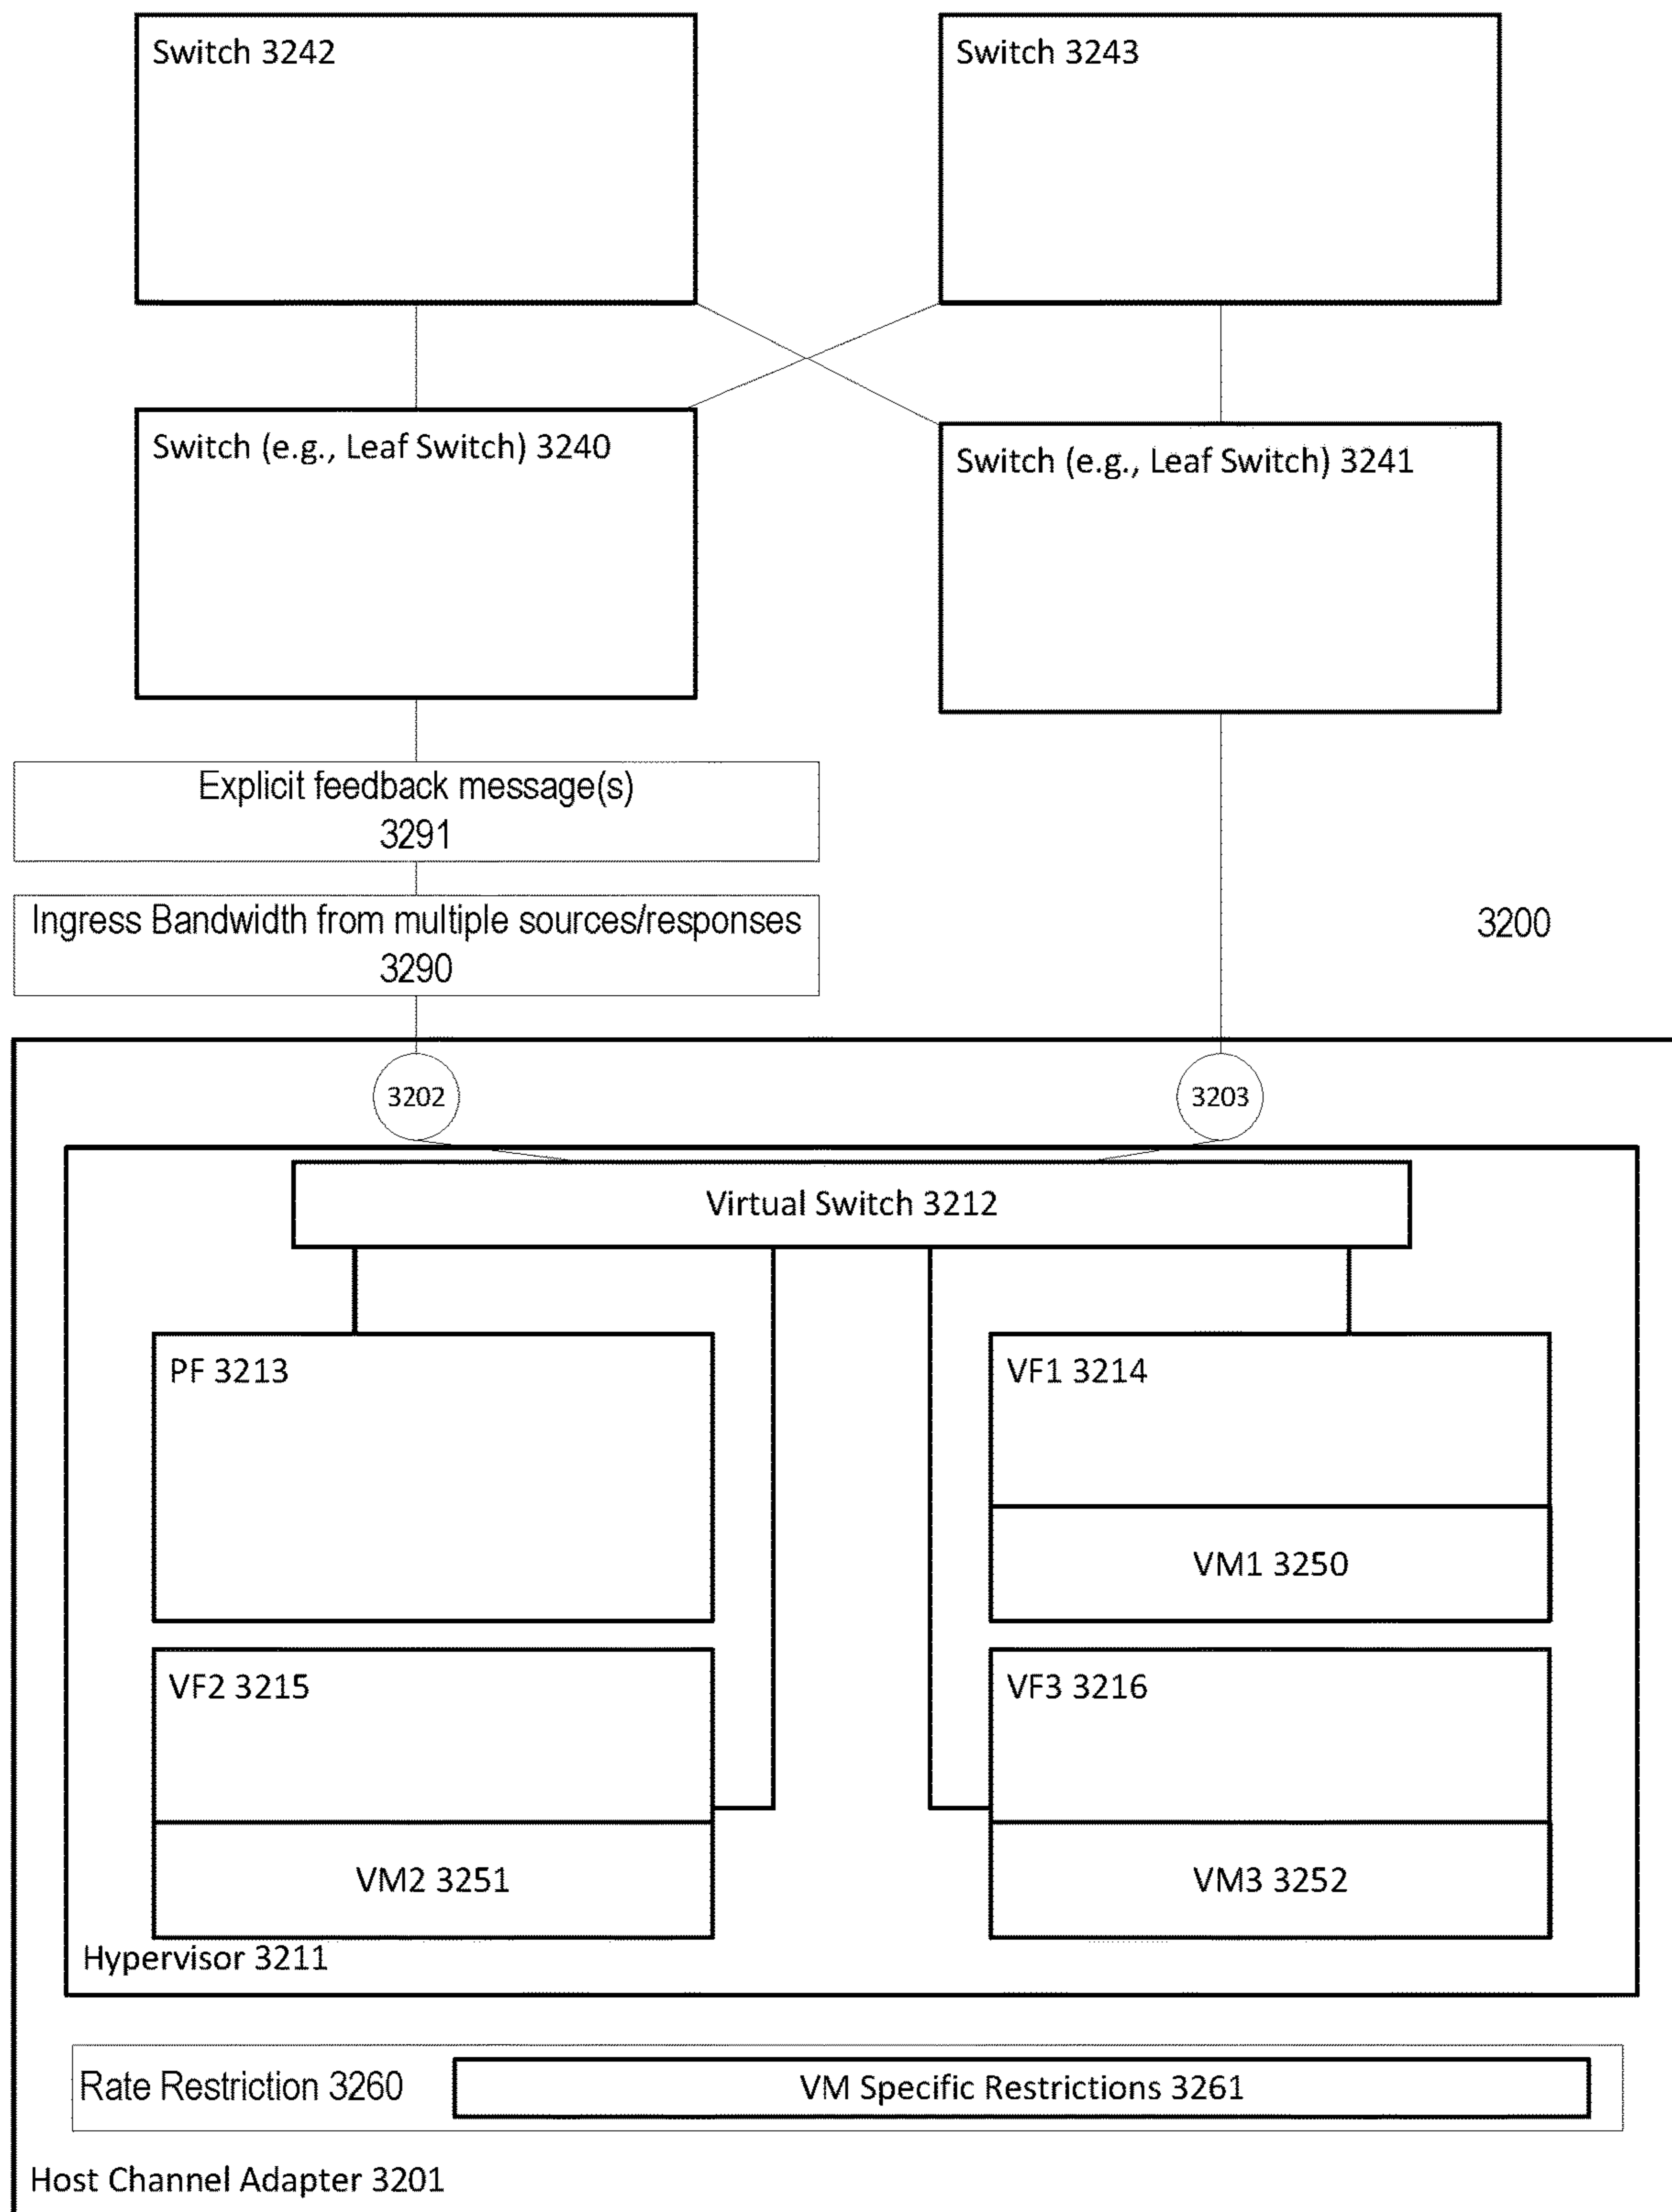 Switch 3242
Switch 3243
Switch (e.g., Leaf Switch) 3240
Switch (e.g., Leaf Switch) 3241
Explicit feedback message(s)
3291
Ingress Bandwidth from multiple sources/responses
3290
3200
3202
3203
Virtual Switch 3212
PF 3213
VF1 3214
VM1 3250
VF2 3215
VF3 3216
VM2 3251
VM3 3252
Hypervisor 3211
Rate Restriction 3260
VM Specific Restrictions 3261
Host Channel Adapter 3201